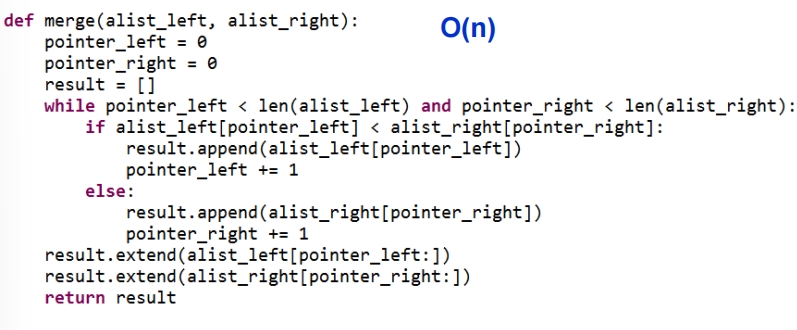 def merge(alist_left, alist_right):
O(n)
    pointer_left = 0
    pointer_right = 0
    result = []
    while pointer_left < len(alist_left) and pointer_right < len(alist_right):
        if alist_left[pointer_left] < alist_right[pointer_right]:
            result.append(alist_left[pointer_left])
            pointer_left += 1
        else:
            result.append(alist_right[pointer_right])
            pointer_right += 1
    result.extend(alist_left[pointer_left:])
    result.extend(alist_right[pointer_right:])
    return result